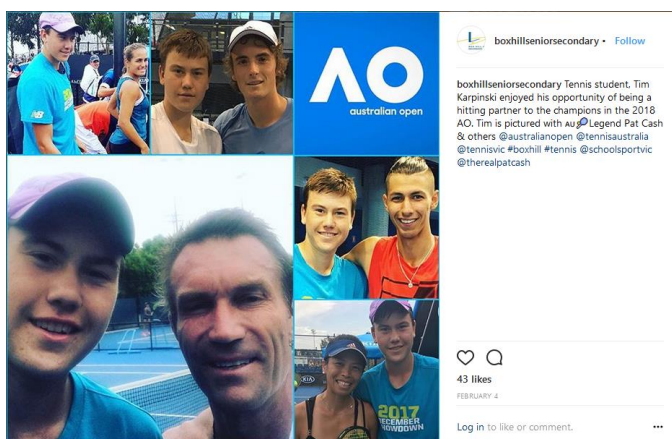 AO
australian open
2017
DECEMBER
SHOWDOWN
KIA
boxhillseniorsecondary • Follow
boxhillseniorsecondary Tennis student, Tim
Karpinski enjoyed his opportunity of being a
hitting partner to the champions in the 2018
AO. Tim is pictured with AU🎾Legend Pat Cash
& others @australianopen @tennisaustralia
@tennisvic #boxhill #tennis @schoolsportvic
@therealpatcash
43 likes
FEBRUARY 4
Log in to like or comment.